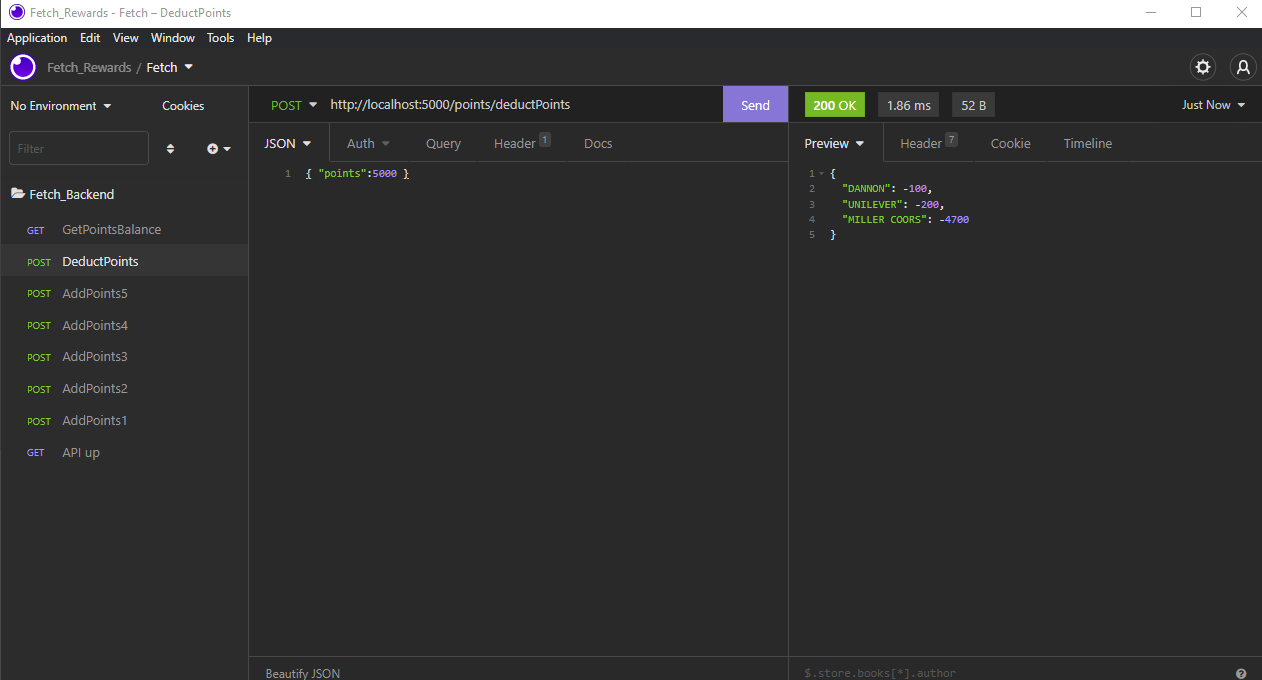 Fetch_Rewards - Fetch – DeductPoints
Application Edit View Window Tools Help
Fetch_Rewards / Fetch
No Environment Cookies
Filter
Fetch_Backend
GET GetPointsBalance
POST DeductPoints
POST AddPoints5
POST AddPoints4
POST AddPoints3
POST AddPoints2
POST AddPoints1
GET API up
POST http://localhost:5000/points/deductPoints Send
JSON Auth Query Header 1 Docs
1 { "points":5000 }
Beautify JSON
200 OK 1.86 ms 52 B Just Now
Preview Header 7 Cookie Timeline
1 {
2 "DANNON": -100,
3 "UNILEVER": -200,
4 "MILLER COORS": -4700
5 }
$.store.books[*].author ?